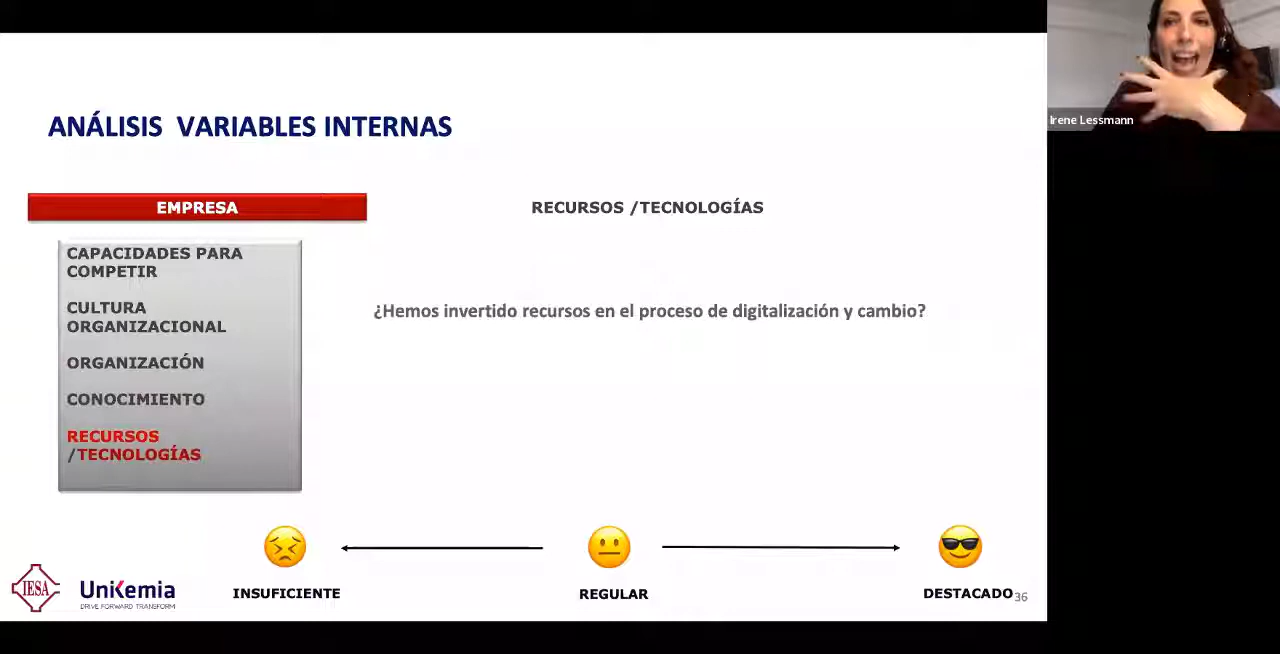 Irene Lessmann
ANÁLISIS VARIABLES INTERNAS
EMPRESA
CAPACIDADES PARA
COMPETIR
CULTURA
ORGANIZACIONAL
ORGANIZACIÓN
CONOCIMIENTO
RECURSOS
/TECNOLOGÍAS
RECURSOS /TECNOLOGÍAS
¿Hemos invertido recursos en el proceso de digitalización y cambio?
INSUFICIENTE
REGULAR
DESTACADO
36
IESA
UniKemia
DRIVE FORWARD TRANSFORM